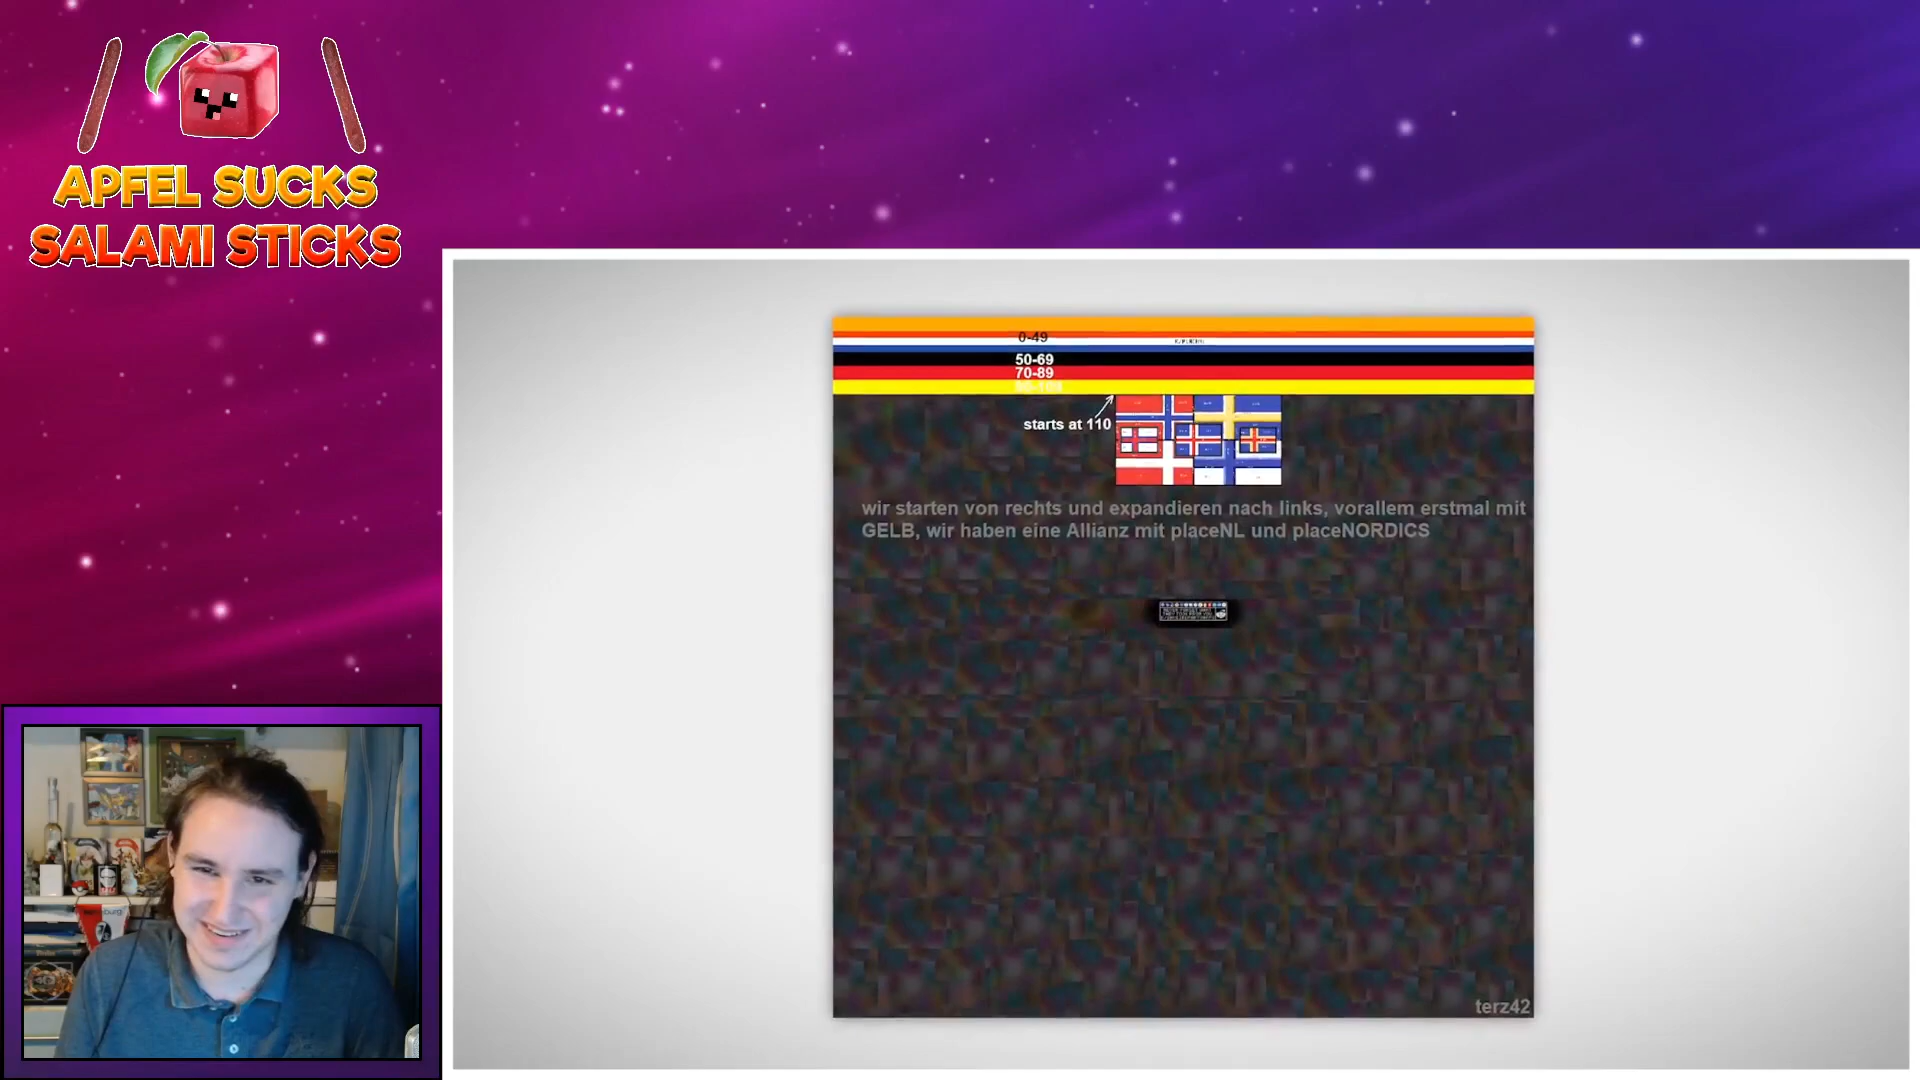 APFEL SUCKS
SALAMI STICKS
0-49
50-69
70-89
starts at 110
wir starten von rechts und expandieren nach links, vorallem erstmal mit
GELB, wir haben eine Allianz mit placeNL und placeNORDICS
terz42